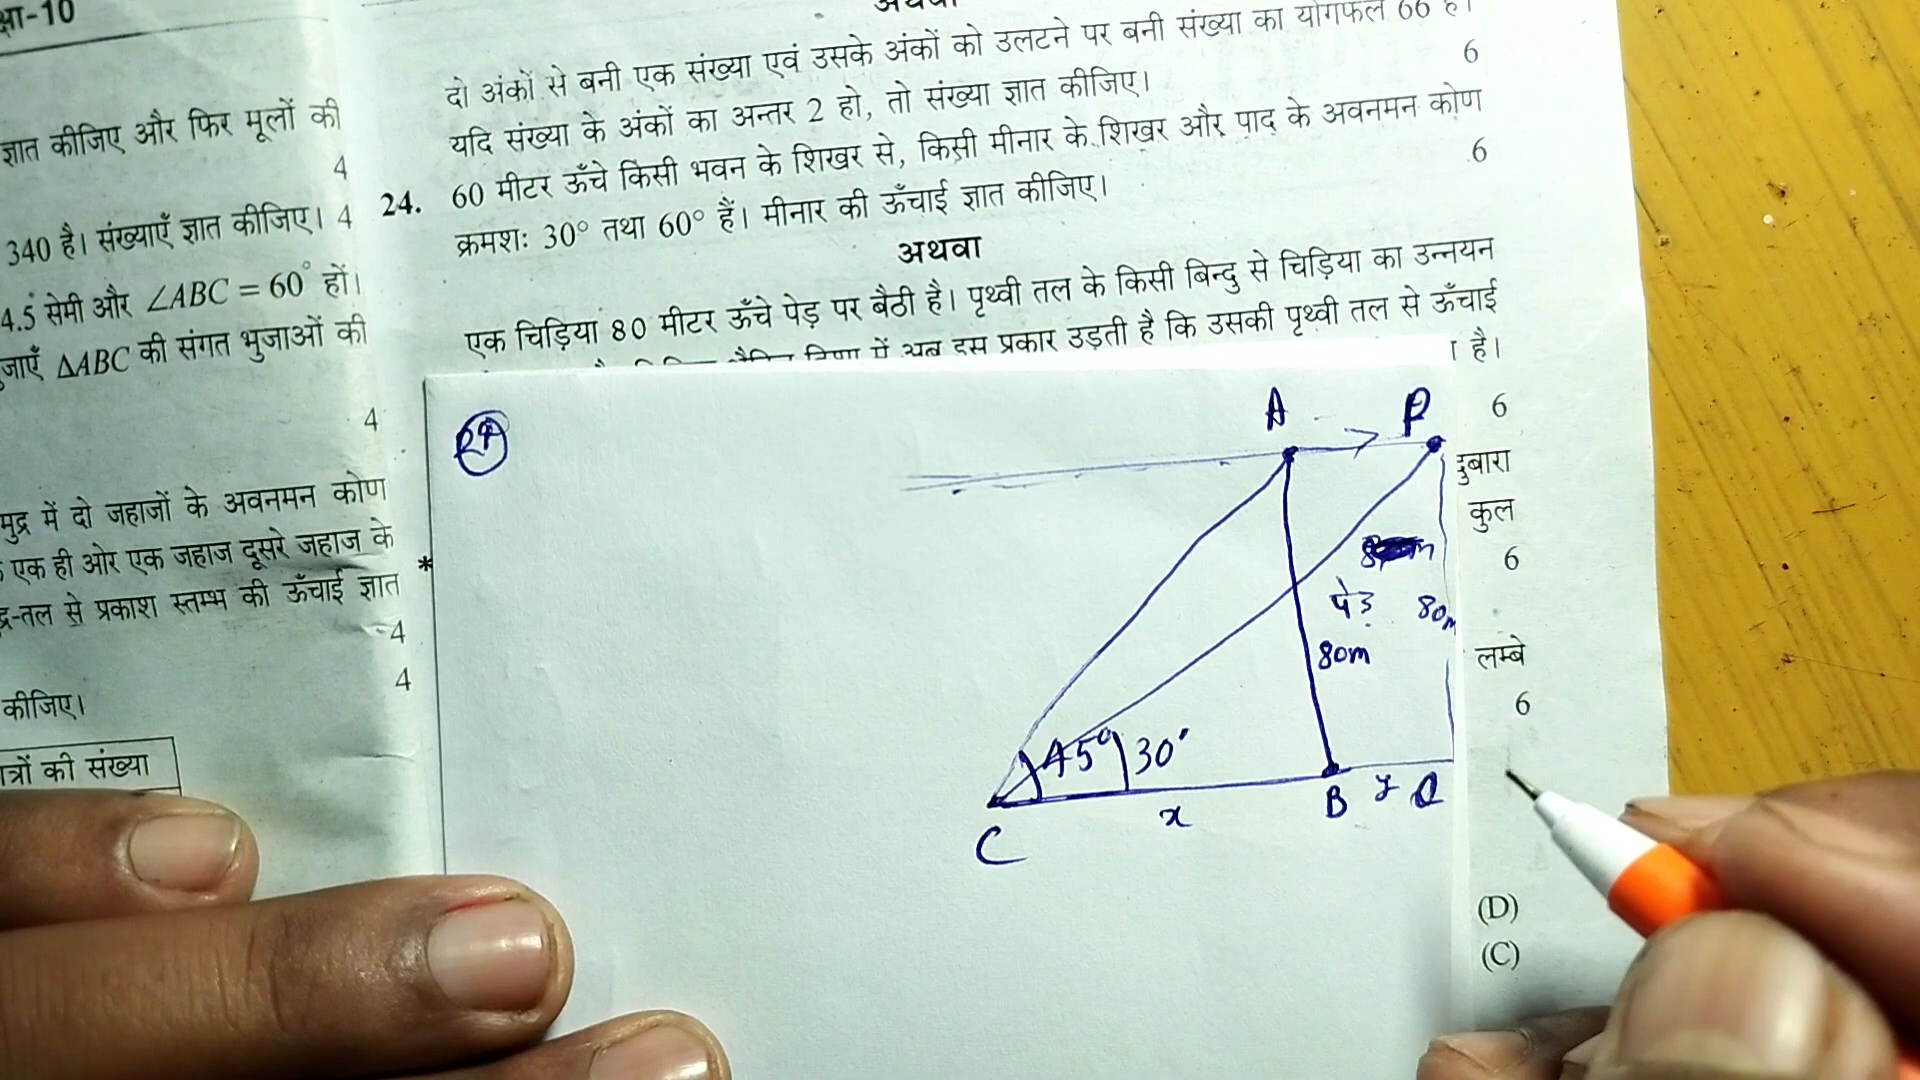 क्षा-10
ज्ञात कीजिए और फिर मूलों की
4
340 है। संख्याएँ ज्ञात कीजिए। 4
4.5 सेमी और ∠ABC = 60° हों।
ΔABC की संगत भुजाओं की
4
में दो जहाजों के अवनमन कोण
एक ही ओर एक जहाज दूसरे जहाज के
से प्रकाश स्तम्भ की ऊँचाई ज्ञात
4
4
कीजिए।
की संख्या
अथवा
दो अंकों से बनी एक संख्या एवं उसके अंकों को उलटने पर बनी संख्या का योगफल 66 है।
यदि संख्या के अंकों का अन्तर 2 हो, तो संख्या ज्ञात कीजिए।
6
24. 60 मीटर ऊँचे किसी भवन के शिखर से, किसी मीनार के शिखर और पाद के अवनमन कोण
क्रमशः 30° तथा 60° हैं। मीनार की ऊँचाई ज्ञात कीजिए।
6
अथवा
एक चिड़िया 80 मीटर ऊँचे पेड़ पर बैठी है। पृथ्वी तल के किसी बिन्दु से चिड़िया का उन्नयन
में अब इस प्रकार उड़ती है कि उसकी पृथ्वी तल से ऊँचाई
है।
6
दुबारा
कुल
6
*
लम्बे
6
(D)
(C)
24
A P
पेड़ 80m
80m
45° 30°
C x B y Q